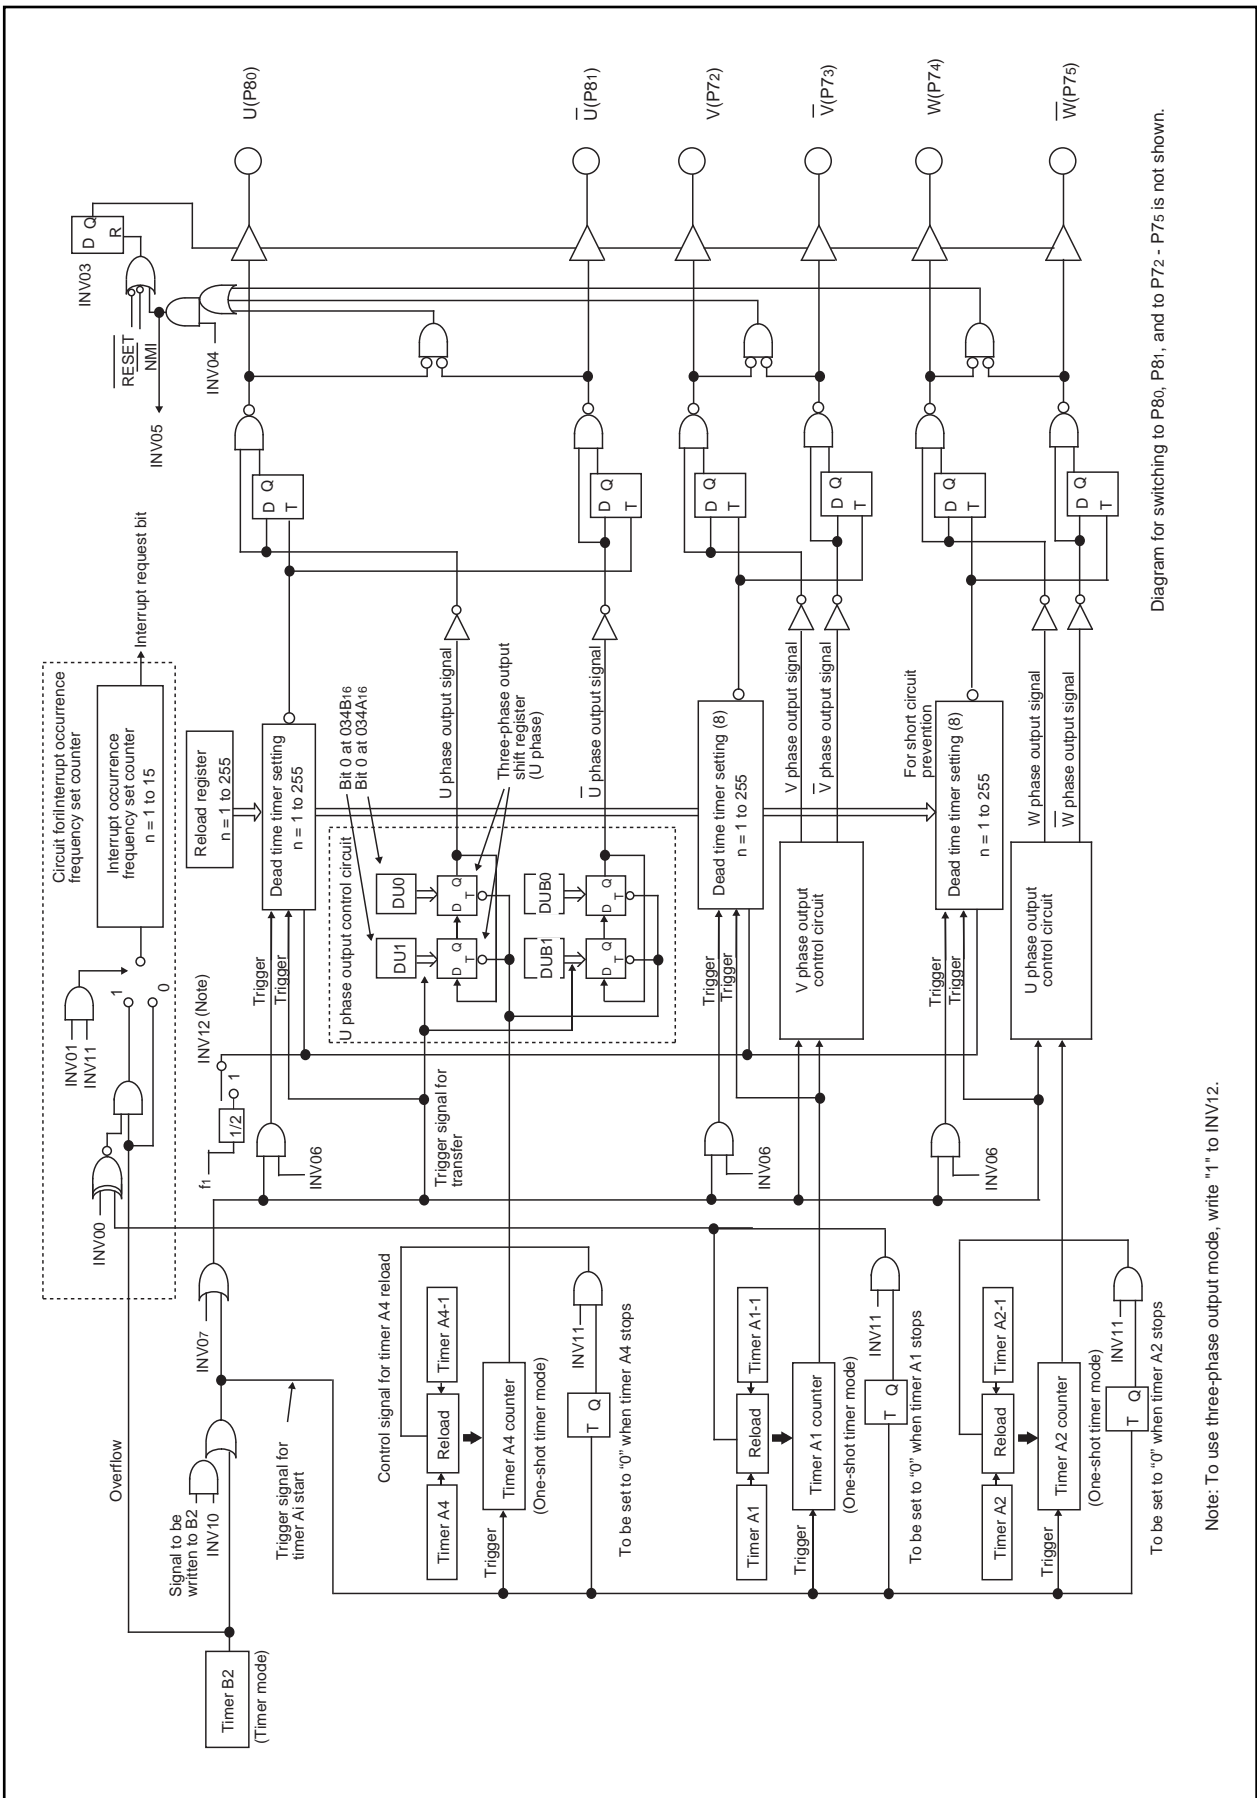 Diagram for switching to P80, P81, and to P72 - P75 is not shown.
Note: To use three-phase output mode, write "1" to INV12.
INV03
D Q
R
RESET
NMI
INV05
INV04
U(P80)
U(P81)
V(P72)
V(P73)
W(P74)
W(P75)
Circuit forIInterrupt occurrence
frequency set counter
Interrupt occurrence
frequency set counter
n = 1 to 15
Interrupt request bit
INV01
INV11
1
0
INV00
Overflow
Signal to be
written to B2
INV10
INV07
Trigger signal for
timer Ai start
Timer B2
(Timer mode)
f1
1/2
1
INV12 (Note)
Reload register
n = 1 to 255
Dead time timer setting
n = 1 to 255
Trigger
Trigger
INV06
Trigger signal for
transfer
U phase output control circuit
DU1
DU0
D Q
T
D Q
T
DUB1
DUB0
D Q
T
D Q
T
Bit 0 at 034B16
Bit 0 at 034A16
Three-phase output
shift register
(U phase)
U phase output signal
U phase output signal
D Q
T
D Q
T
Control signal for timer A4 reload
Timer A4
Reload
Timer A4-1
Trigger
Timer A4 counter
(One-shot timer mode)
T Q
INV11
To be set to “0” when timer A4 stops
Trigger
Trigger
INV06
Dead time timer setting (8)
n = 1 to 255
V phase output
control circuit
V phase output signal
V phase output signal
D Q
T
D Q
T
Timer A1
Reload
Timer A1-1
Trigger
Timer A1 counter
(One-shot timer mode)
T Q
INV11
To be set to “0” when timer A1 stops
Trigger
Trigger
INV06
For short circuit
prevention
Dead time timer setting (8)
n = 1 to 255
U phase output
control circuit
W phase output signal
W phase output signal
D Q
T
D Q
T
Timer A2
Reload
Timer A2-1
Trigger
Timer A2 counter
(One-shot timer mode)
T Q
INV11
To be set to “0” when timer A2 stops